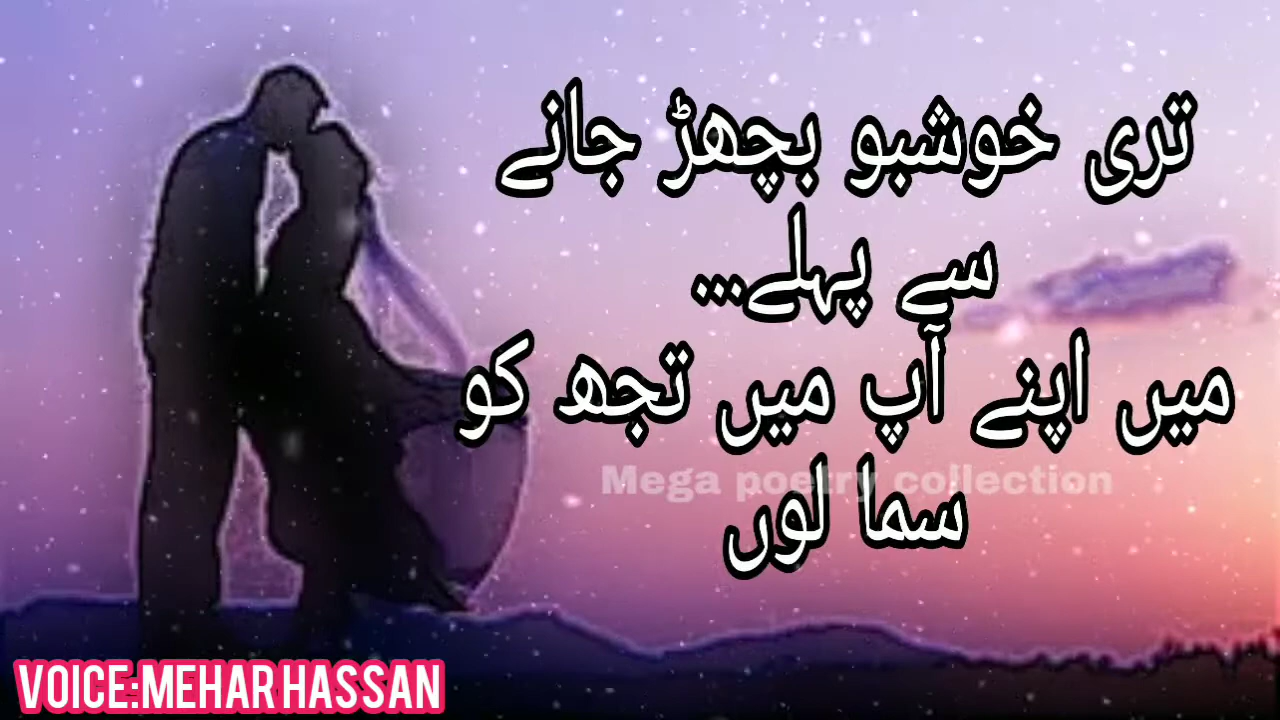 تری خوشبو بچھڑ جانے
سے پہلے...
میں اپنے آپ میں تجھ کو
Mega poetry collection
سما لوں
VOICE:MEHAR HASSAN